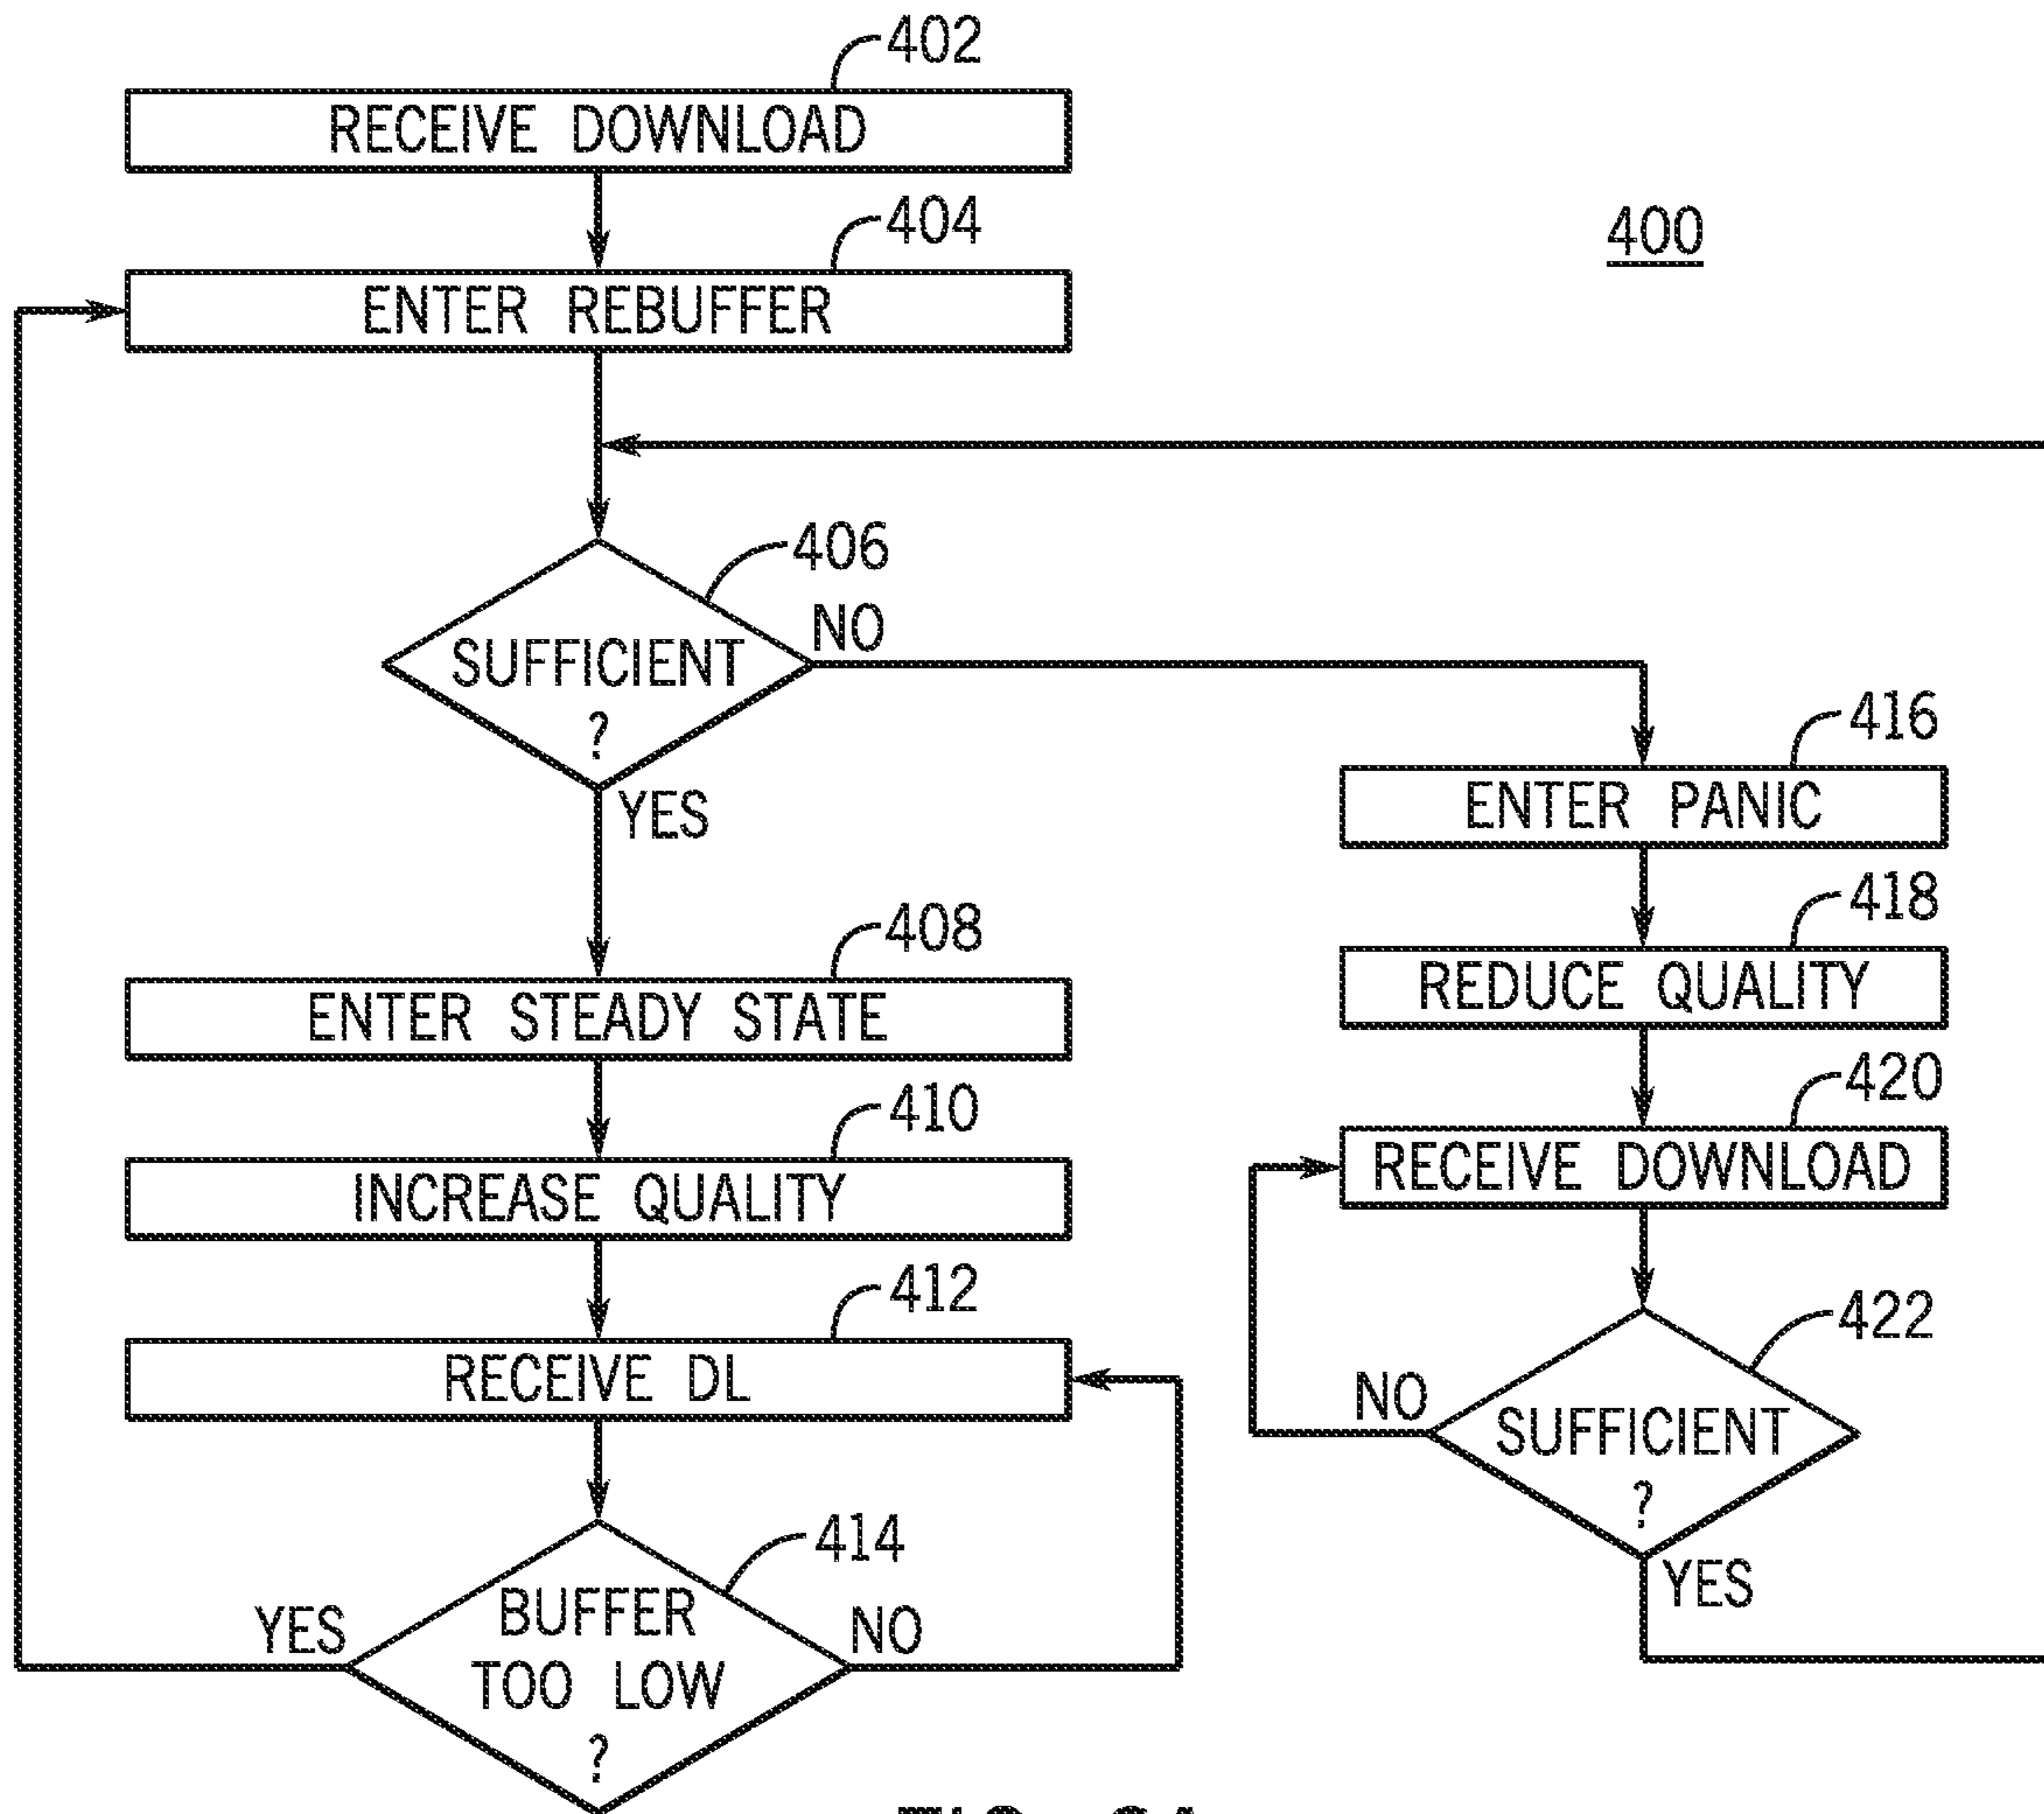 402
RECEIVE DOWNLOAD
404
ENTER REBUFFER
400
406
SUFFICIENT
?
NO
YES
408
ENTER STEADY STATE
410
INCREASE QUALITY
412
RECEIVE DL
414
BUFFER
TOO LOW
?
YES
NO
416
ENTER PANIC
418
REDUCE QUALITY
420
RECEIVE DOWNLOAD
422
SUFFICIENT
?
NO
YES